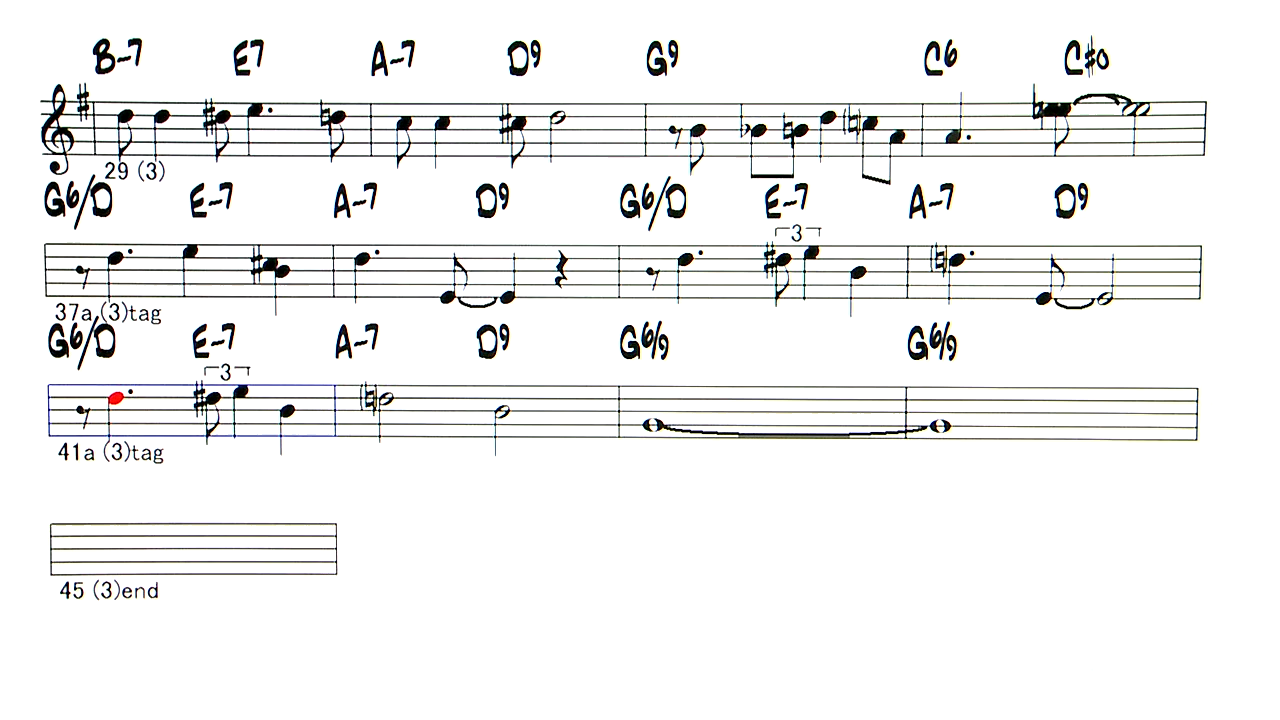 B-7 E7 A-7 D9 G9 C6 C#o
29 (3)
G6/D E-7 A-7 D9 G6/D E-7 A-7 D9
3
37a (3)tag
G6/D E-7 A-7 D9 G6/9 G6/9
3
41a (3)tag
45 (3)end